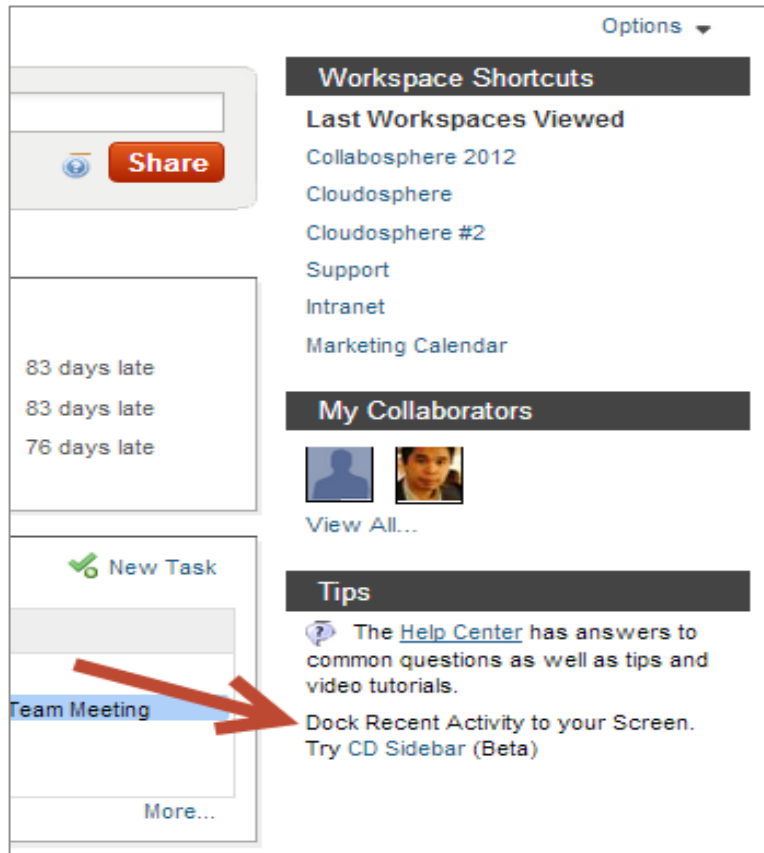 Options
Workspace Shortcuts
Last Workspaces Viewed
Collabosphere 2012
Share
Cloudosphere
Cloudosphere #2
Support
Intranet
Marketing Calendar
83 days late
83 days late
76 days late
My Collaborators
View All...
New Task
Tips
The Help Center has answers to
common questions as well as tips and
video tutorials.
Team Meeting
Dock Recent Activity to your Screen.
Try CD Sidebar (Beta)
More...